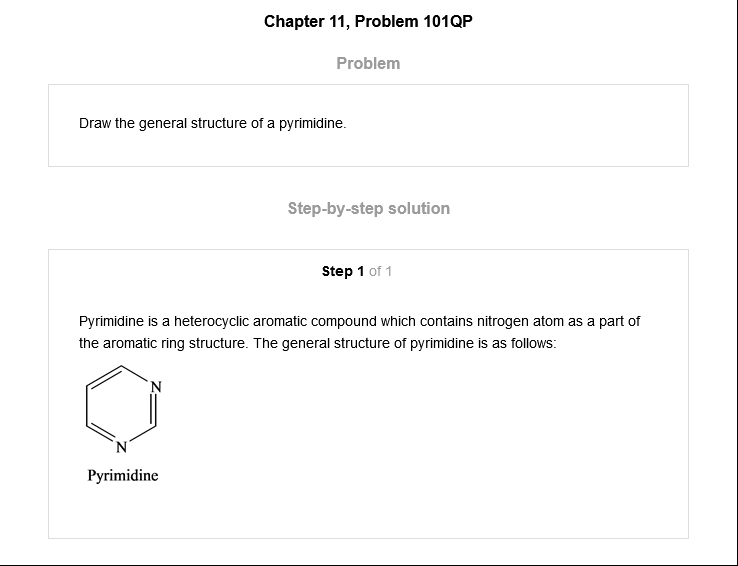 Chapter 11, Problem 101QP
Problem
Draw the general structure of a pyrimidine.
Step-by-step solution
Step 1 of 1
Pyrimidine is a heterocyclic aromatic compound which contains nitrogen atom as a part of
the aromatic ring structure. The general structure of pyrimidine is as follows:
N
N
Pyrimidine